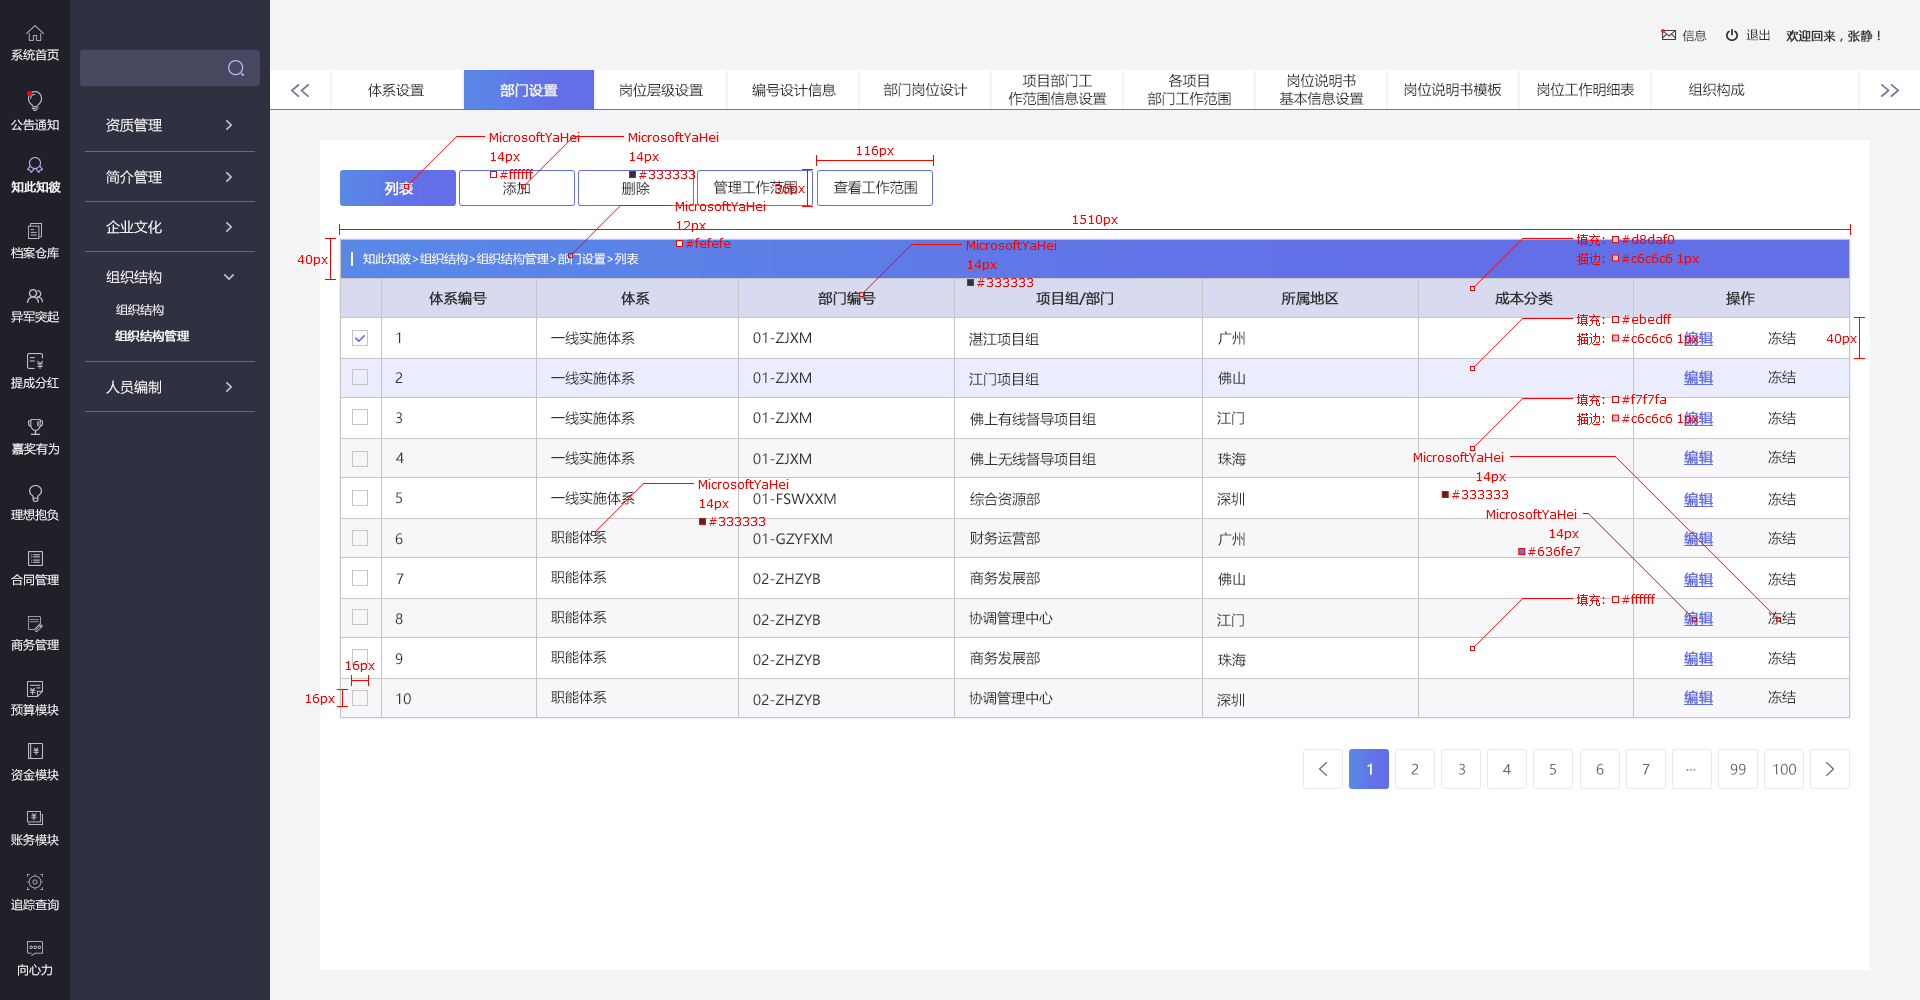 信息
退出
欢迎回来，张静！
系统首页
公告通知
知此知彼
档案仓库
异军突起
提成分红
嘉奖有为
理想抱负
合同管理
商务管理
预算模块
资金模块
账务模块
追踪查询
向心力
资质管理
简介管理
企业文化
组织结构
组织结构
组织结构管理
人员编制
体系设置
部门设置
岗位层级设置
编号设计信息
部门岗位设计
项目部门工
作范围信息设置
各项目
部门工作范围
岗位说明书
基本信息设置
岗位说明书模板
岗位工作明细表
组织构成
MicrosoftYaHei
14px
#ffffff
MicrosoftYaHei
14px
#333333
116px
列表
添加
删除
管理工作范围
36px
查看工作范围
MicrosoftYaHei
12px
#fefefe
1510px
40px
知此知彼>组织结构>组织结构管理>部门设置>列表
MicrosoftYaHei
14px
#333333
填充：#d8daf0
描边：#c6c6c6 1px
体系编号 体系 部门编号 项目组/部门 所属地区 成本分类 操作
填充：#ebedff
描边：#c6c6c6 1px
40px
1 一线实施体系 01-ZJXM 湛江项目组 广州 编辑 冻结
2 一线实施体系 01-ZJXM 江门项目组 佛山 编辑 冻结
填充：#f7f7fa
描边：#c6c6c6 1px
3 一线实施体系 01-ZJXM 佛上有线督导项目组 江门 编辑 冻结
4 一线实施体系 01-ZJXM 佛上无线督导项目组 珠海 编辑 冻结
MicrosoftYaHei
14px
#333333
MicrosoftYaHei
14px
#333333
5 一线实施体系 01-FSWXXM 综合资源部 深圳 编辑 冻结
MicrosoftYaHei
14px
#636fe7
6 职能体系 01-GZYFXM 财务运营部 广州 编辑 冻结
7 职能体系 02-ZHZYB 商务发展部 佛山 编辑 冻结
填充：#ffffff
8 职能体系 02-ZHZYB 协调管理中心 江门 编辑 冻结
9 职能体系 02-ZHZYB 商务发展部 珠海 编辑 冻结
16px
16px
10 职能体系 02-ZHZYB 协调管理中心 深圳 编辑 冻结
1 2 3 4 5 6 7 ··· 99 100